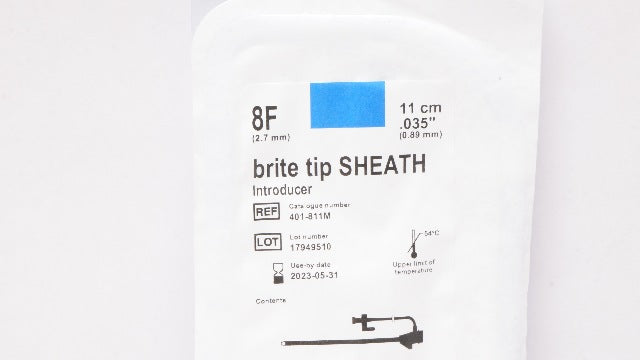 8F
(2.7 mm)
11 cm
.035"
(0.89 mm)
brite tip SHEATH
Introducer
REF Catalogue number
401-811M
LOT Lot number
17949510
54°C
Use-by date
2023-05-31
Upper limit of
temperature
Contents